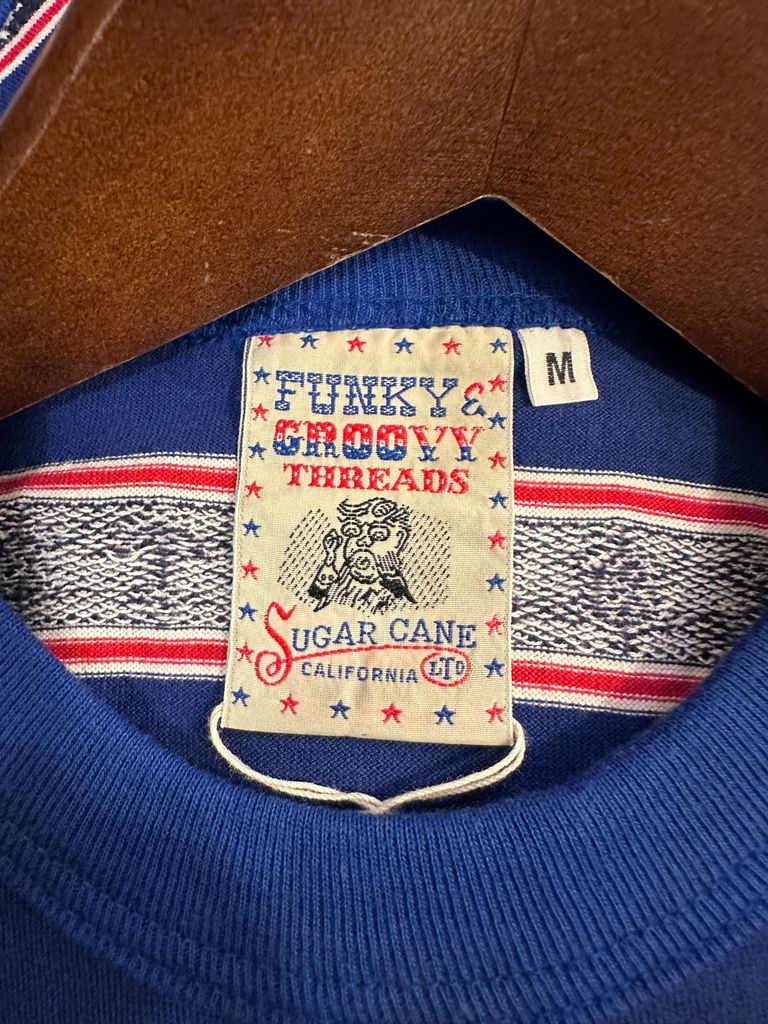 FUNKY &
GROOVY
THREADS
SUGAR CANE
CALIFORNIA LTD
M